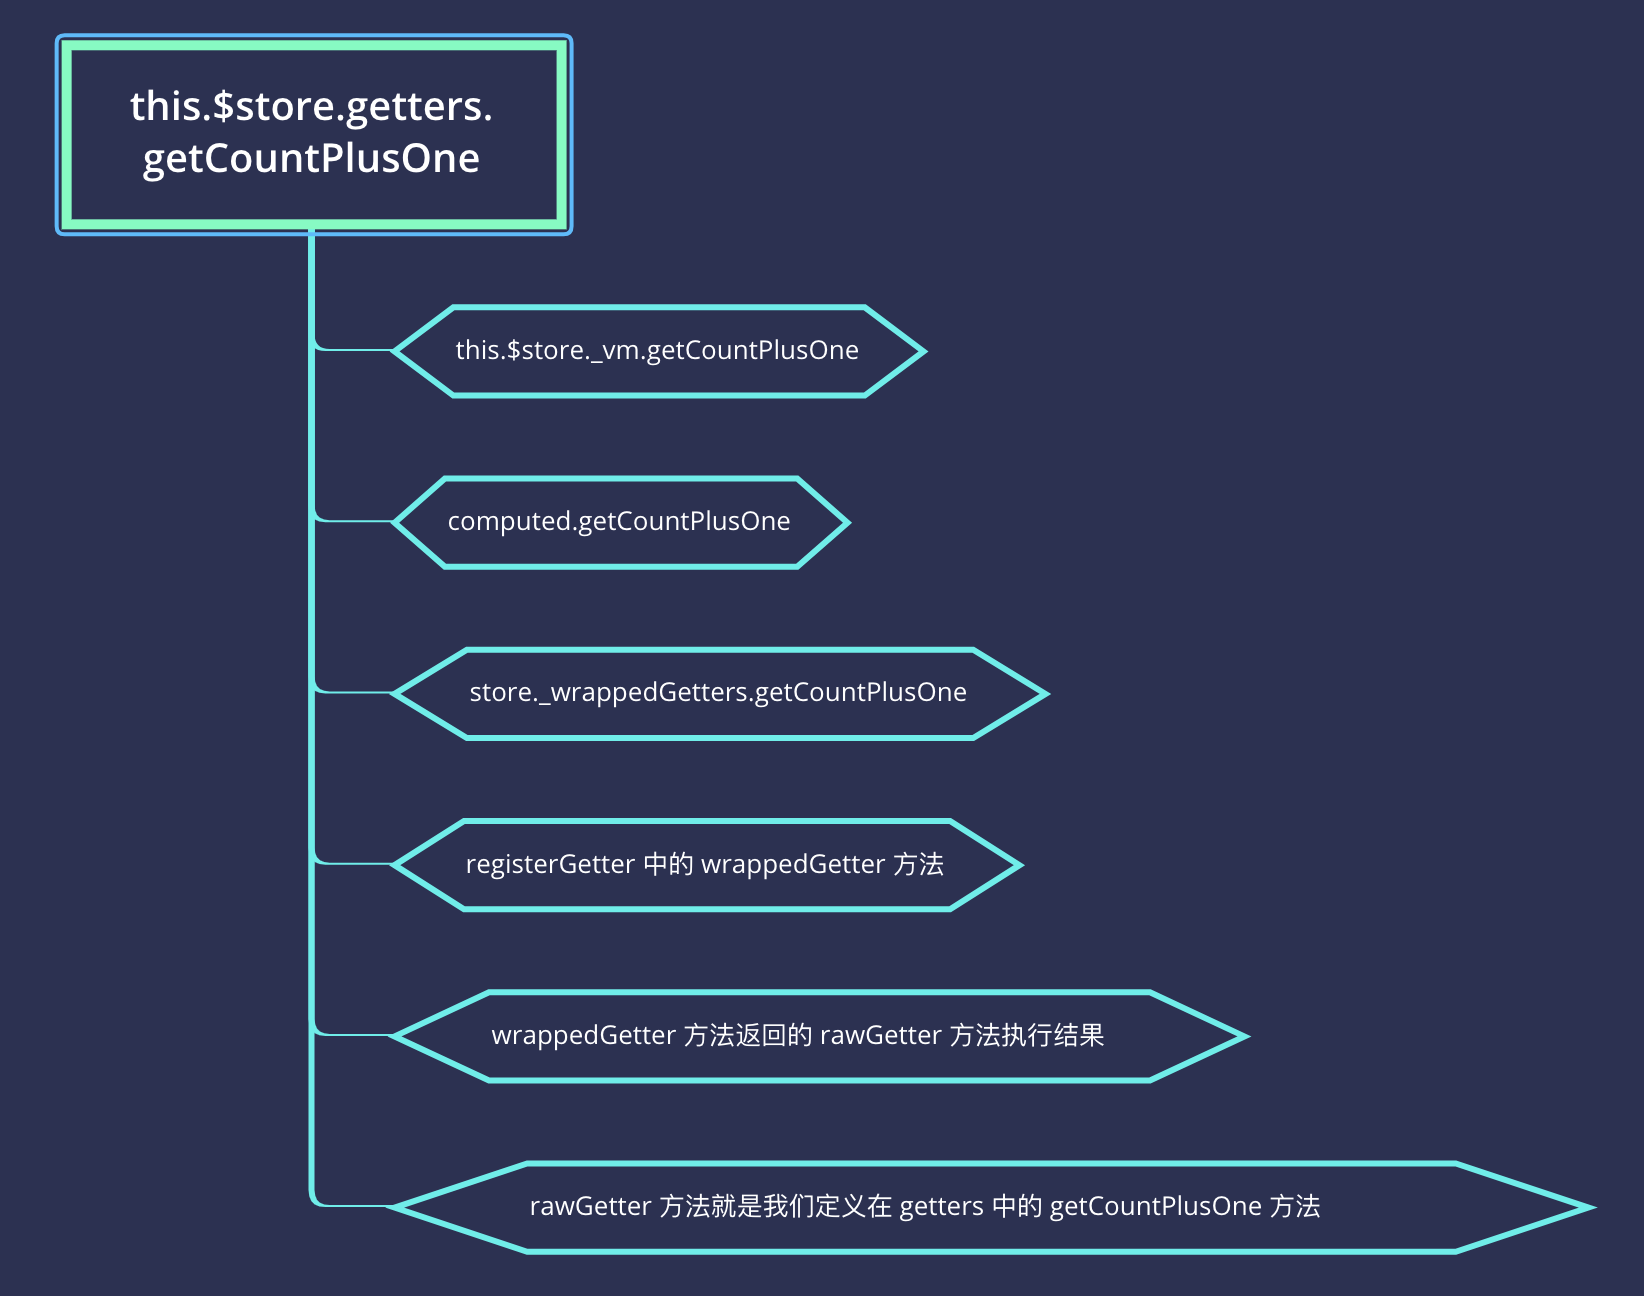 this.$store.getters.
getCountPlusOne
this.$store._vm.getCountPlusOne
computed.getCountPlusOne
store._wrappedGetters.getCountPlusOne
registerGetter 中的 wrappedGetter 方法
wrappedGetter 方法返回的 rawGetter 方法执行结果
rawGetter 方法就是我们定义在 getters 中的 getCountPlusOne 方法